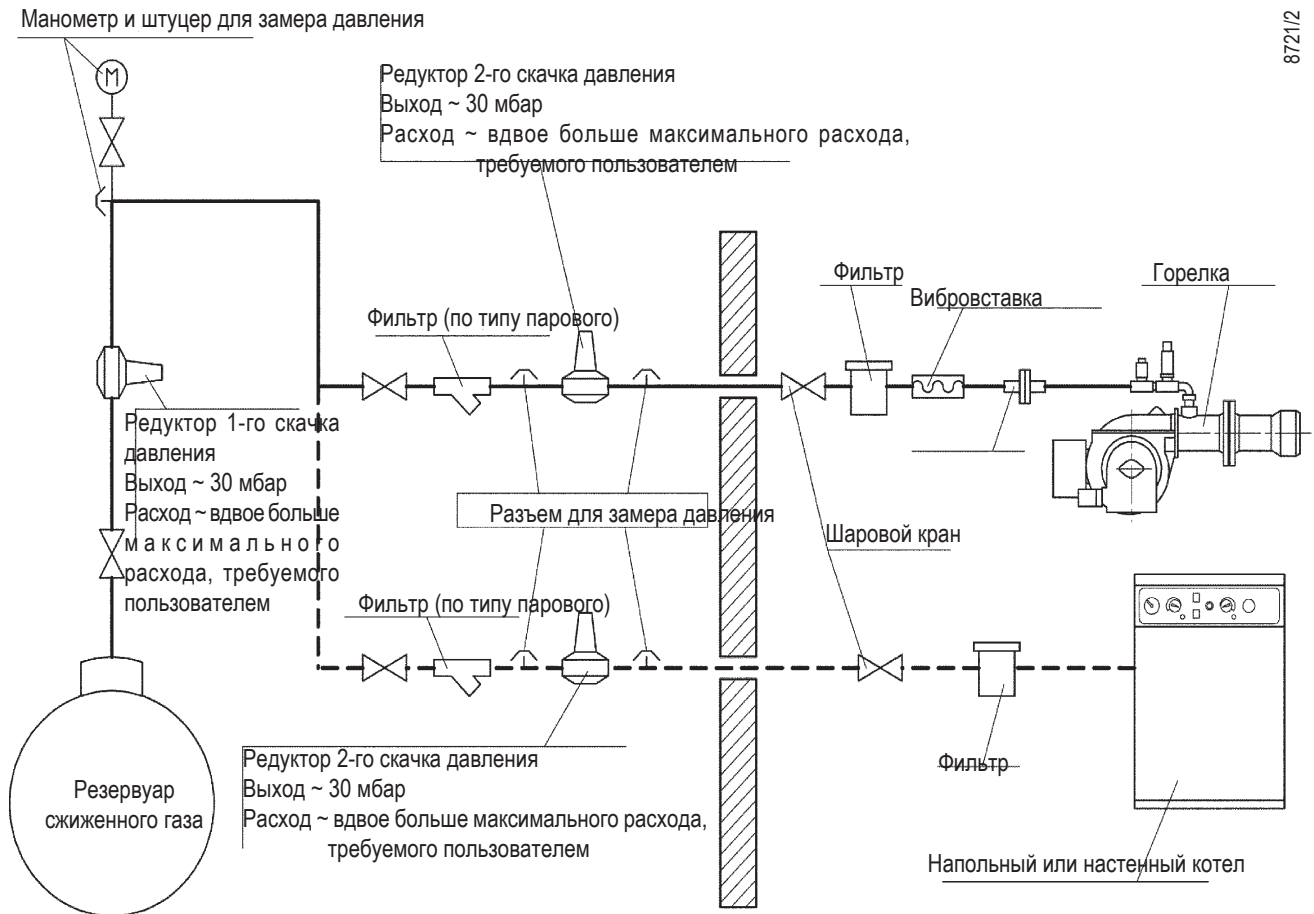 Манометр и штуцер для замера давления
8721/2
M
Редуктор 2-го скачка давления
Выход ~ 30 мбар
Расход ~ вдвое больше максимального расхода,
требуемого пользователем
Фильтр
Вибровставка
Горелка
Фильтр (по типу парового)
Редуктор 1-го скачка
давления
Выход ~ 30 мбар
Расход ~ вдвое больше
максимального
расхода, требуемого
пользователем
Разъем для замера давления
Шаровой кран
Фильтр (по типу парового)
Редуктор 2-го скачка давления
Выход ~ 30 мбар
Расход ~ вдвое больше максимального расхода,
требуемого пользователем
Фильтр
Резервуар
сжиженного газа
Напольный или настенный котел